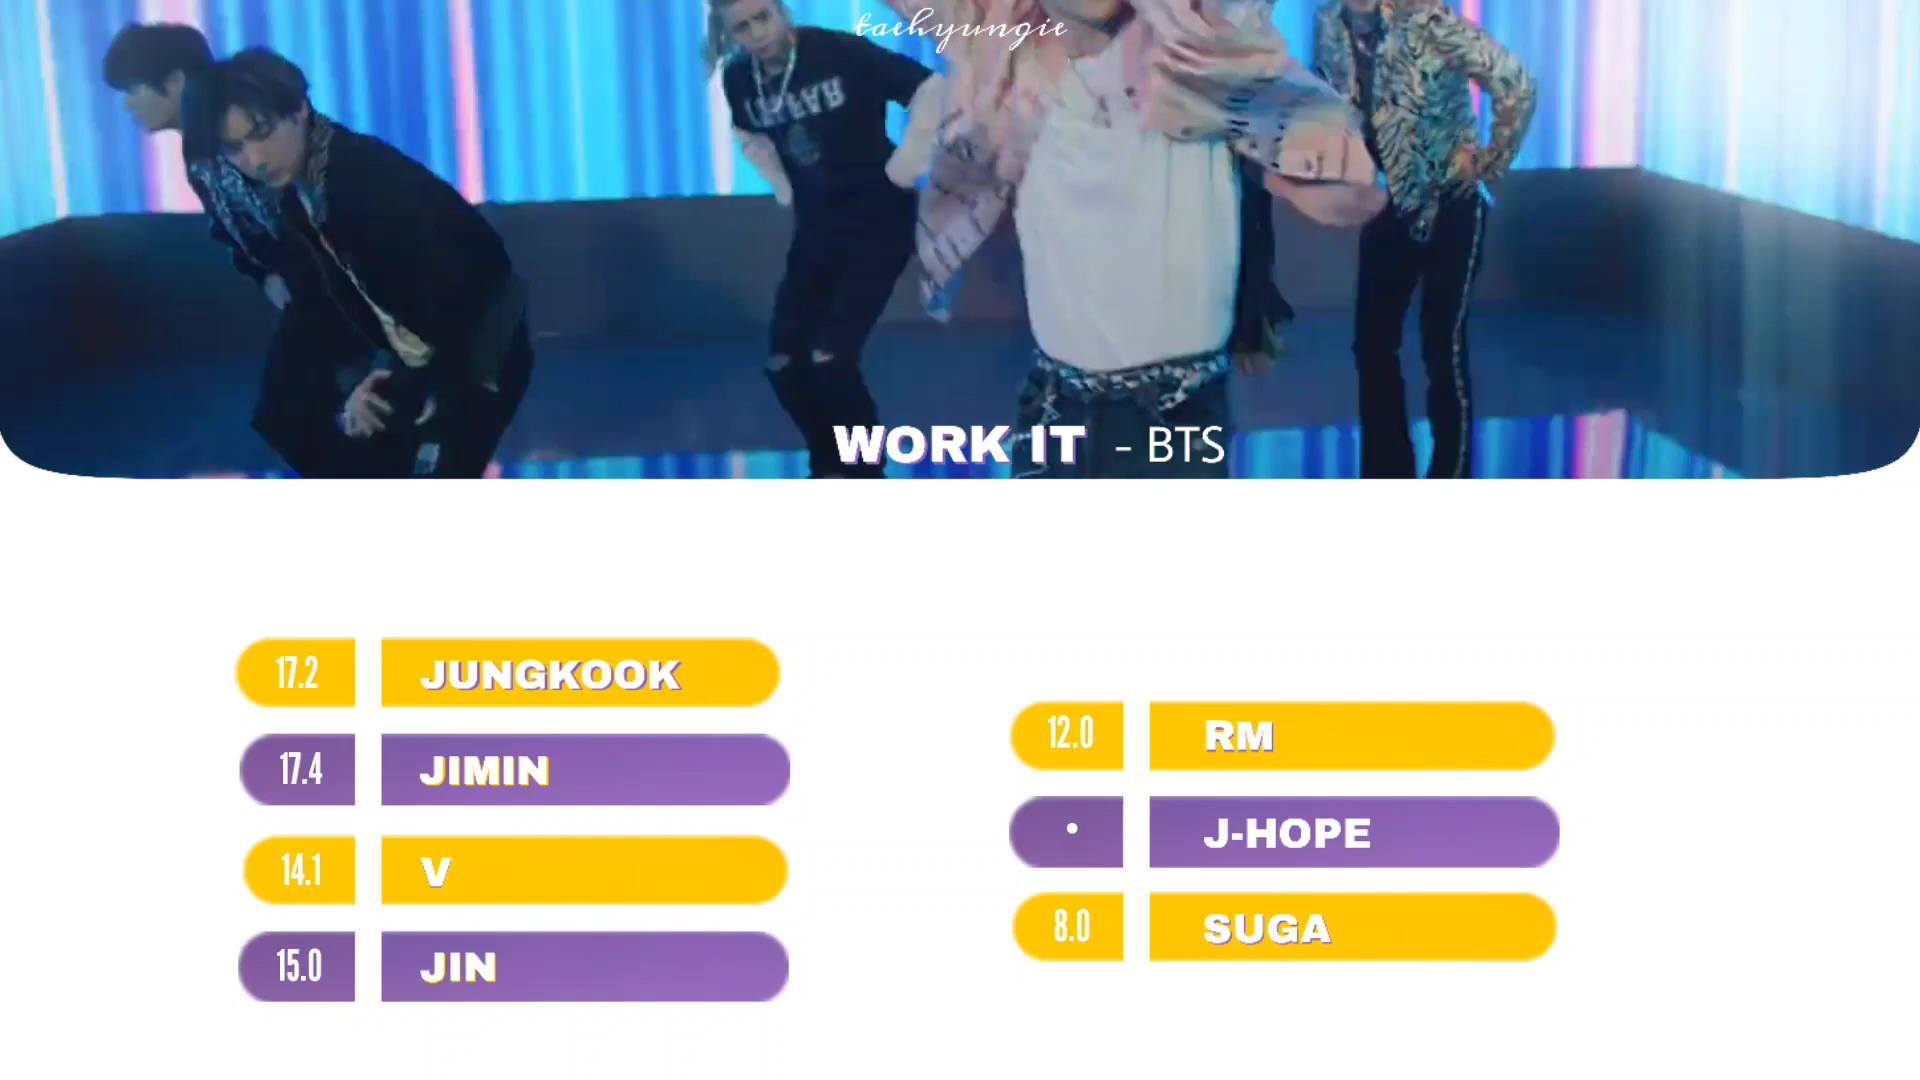 taehyungie
WORK IT - BTS
17.2 JUNGKOOK
17.4 JIMIN
14.1 V
15.0 JIN
12.0 RM
• J-HOPE
8.0 SUGA